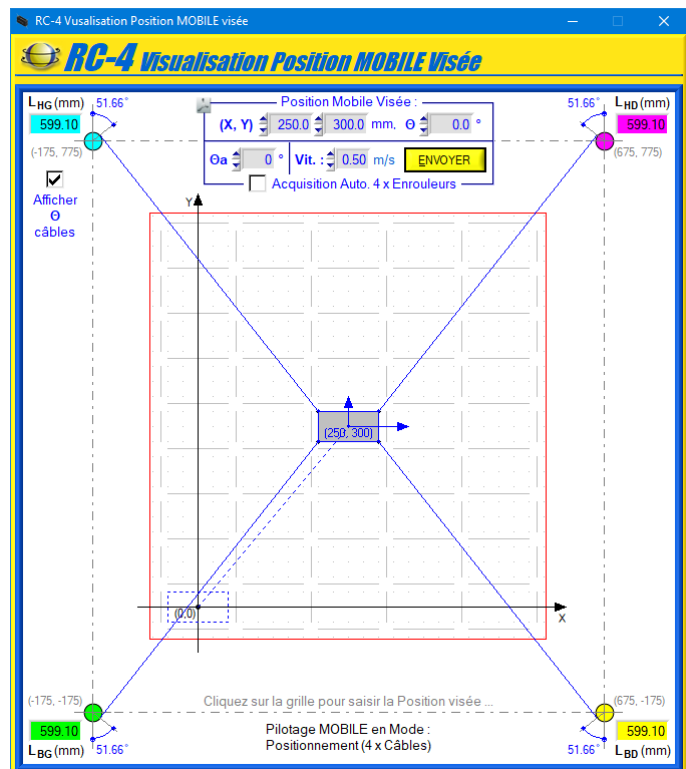 RC-4 Vusalisation Position MOBILE visée
RC-4 Visualisation Position MOBILE Visée
L HG (mm) 51.66°
599.10
(-175, 775)
Position Mobile Visée :
(X, Y) 250.0 300.0 mm, Θ 0.0 °
Θa 0 ° Vit. : 0.50 m/s ENVOYER
Acquisition Auto. 4 x Enrouleurs
51.66° L HD (mm)
599.10
(675, 775)
Afficher
Θ
câbles
Y
(250, 300)
(0,0)
X
(-175, -175)
599.10
L BG (mm) 51.66°
Cliquez sur la grille pour saisir la Position visée ...
Pilotage MOBILE en Mode :
Positionnement (4 x Câbles)
(675, -175)
599.10
51.66° L BD (mm)